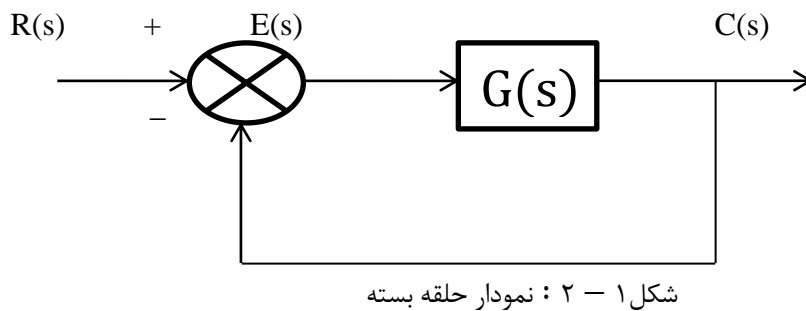 R(s) + E(s) C(s)
G(s)
−
شکل۱ – ۲ : نمودار حلقه بسته